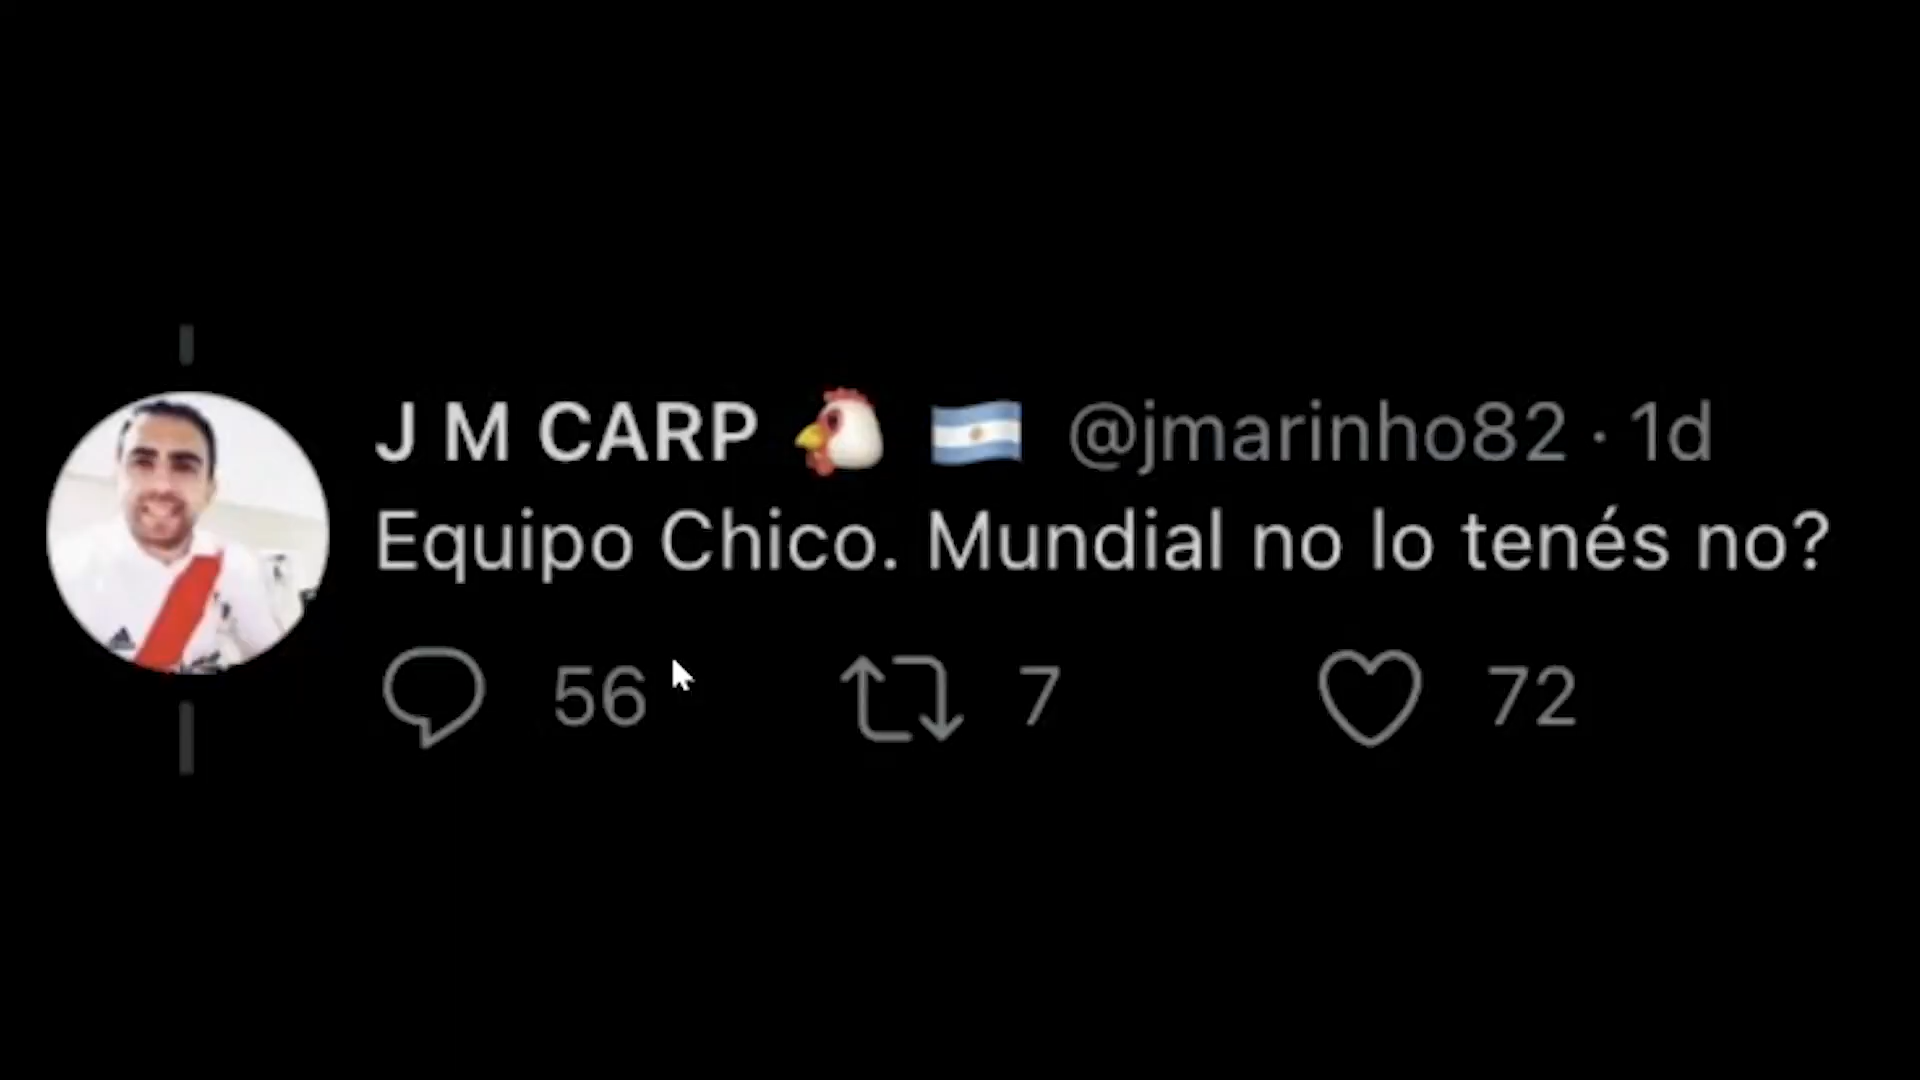 J M CARP 🐔 🇦🇷 @jmarinho82 · 1d
Equipo Chico. Mundial no lo tenés no?
56 7 72